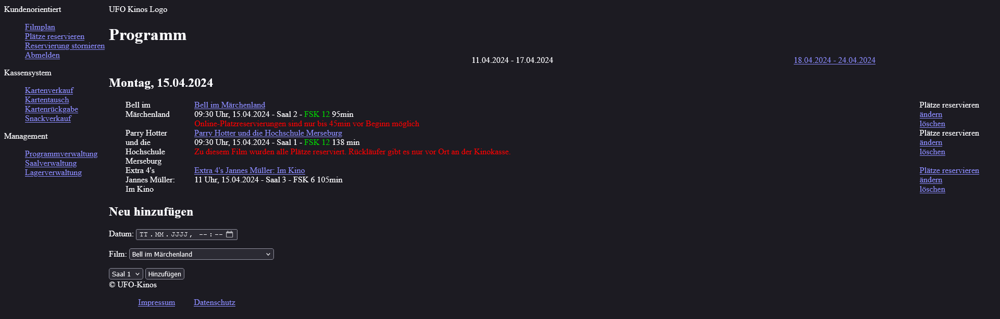 Kundenorientiert
Filmplan
Plätze reservieren
Reservierung stornieren
Abmelden
Kassensystem
Kartenverkauf
Kartentausch
Kartenrückgabe
Snackverkauf
Management
Programmverwaltung
Saalverwaltung
Lagerverwaltung
UFO Kinos Logo
Programm
11.04.2024 - 17.04.2024
18.04.2024 - 24.04.2024
Montag, 15.04.2024
Bell im
Märchenland
Bell im Märchenland
09:30 Uhr, 15.04.2024 - Saal 2 - FSK 12 95min
Online-Platzreservierungen sind nur bis 45min vor Beginn möglich
Plätze reservieren
ändern
löschen
Parry Hotter
und die
Hochschule
Merseburg
Parry Hotter und die Hochschule Merseburg
09:30 Uhr, 15.04.2024 - Saal 1 - FSK 12 138 min
Zu diesem Film wurden alle Plätze reserviert. Rückläufer gibt es nur vor Ort an der Kinokasse.
Plätze reservieren
ändern
löschen
Extra 4's
Jannes Müller:
Im Kino
Extra 4's Jannes Müller: Im Kino
11 Uhr, 15.04.2024 - Saal 3 - FSK 6 105min
Plätze reservieren
ändern
löschen
Neu hinzufügen
Datum: TT.MM.JJJJ, --:--
Film: Bell im Märchenland
Saal 1 Hinzufügen
© UFO-Kinos
Impressum Datenschutz